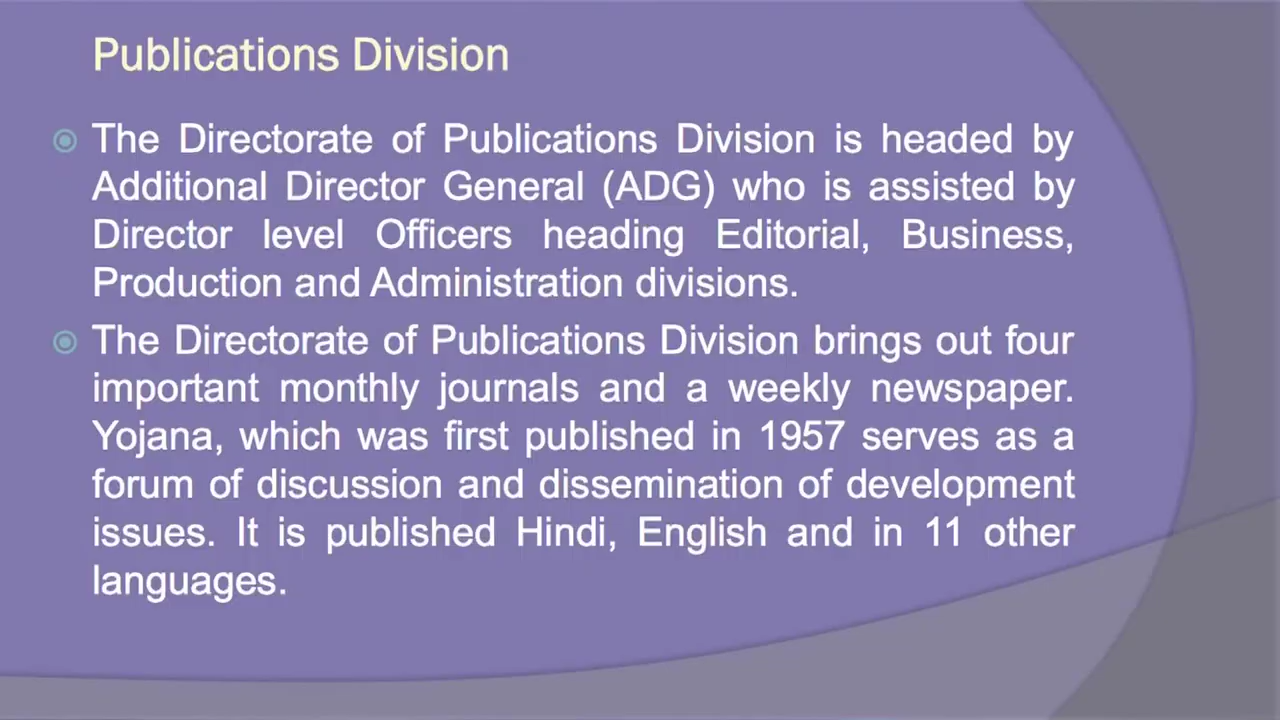 Publications Division
The Directorate of Publications Division is headed by
Additional Director General (ADG) who is assisted by
Director level Officers heading Editorial, Business,
Production and Administration divisions.
The Directorate of Publications Division brings out four
important monthly journals and a weekly newspaper.
Yojana, which was first published in 1957 serves as a
forum of discussion and dissemination of development
issues. It is published Hindi, English and in 11 other
languages.